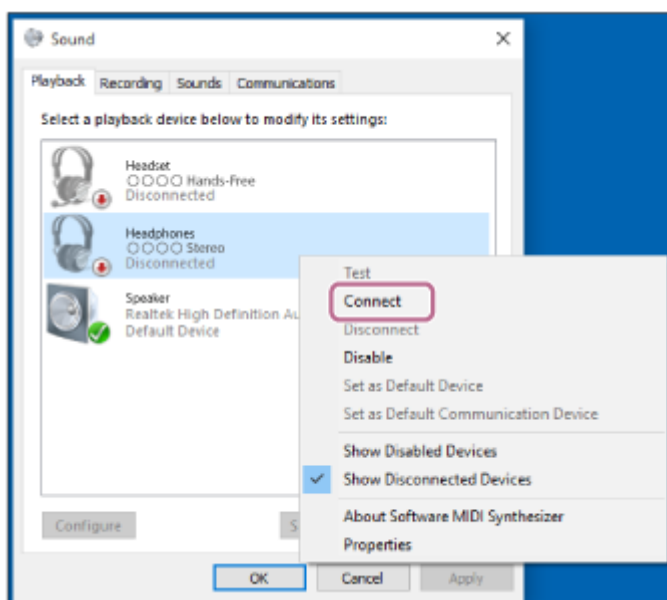 Sound
Playback Recording Sounds Communications
Select a playback device below to modify its settings:
Headset
○○○○ Hands-Free
Disconnected
Headphones
○○○○ Stereo
Disconnected
Speaker
Realtek High Definition Au
Default Device
Test
Connect
Disconnect
Disable
Set as Default Device
Set as Default Communication Device
Show Disabled Devices
Show Disconnected Devices
About Software MIDI Synthesizer
Properties
Configure S
OK Cancel Apply